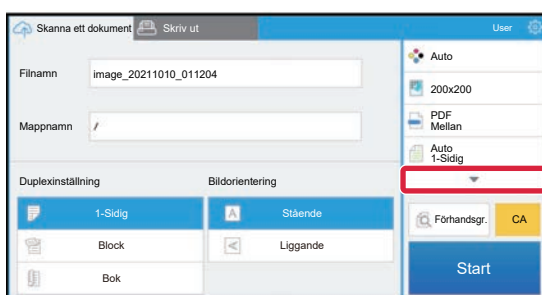 Skanna ett dokument
Skriv ut
User
Filnamn
image_20211010_011204
Mappnamn
/
Duplexinställning
1-Sidig
Block
Bok
Bildorientering
A
Stående
A
Liggande
Auto
200x200
PDF
Mellan
Auto
1-Sidig
Förhandsgr.
CA
Start